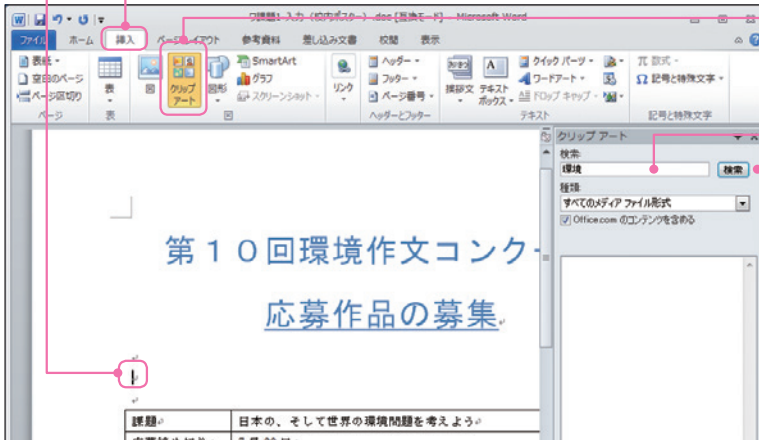 ワ課題1-入力 (校内ポスター) .doc [互換モード] - Microsoft Word
ファイル ホーム 挿入 ページ レイアウト 参考資料 差し込み文書 校閲 表示
表紙
空白のページ
ページ区切り
ページ
表
表
図
クリップ アート
図形
SmartArt
グラフ
スクリーンショット
図
リンク
ヘッダー
フッター
ページ番号
ヘッダーとフッター
挨拶文
テキスト ボックス
クイック パーツ
ワードアート
ドロップ キャップ
テキスト
π 数式
Ω 記号と特殊文字
記号と特殊文字
クリップ アート
検索:
環境
検索
種類:
すべてのメディア ファイル形式
Office.com のコンテンツを含める
第10回環境作文コンク
応募作品の募集
課題
日本の、そして世界の環境問題を考えよう